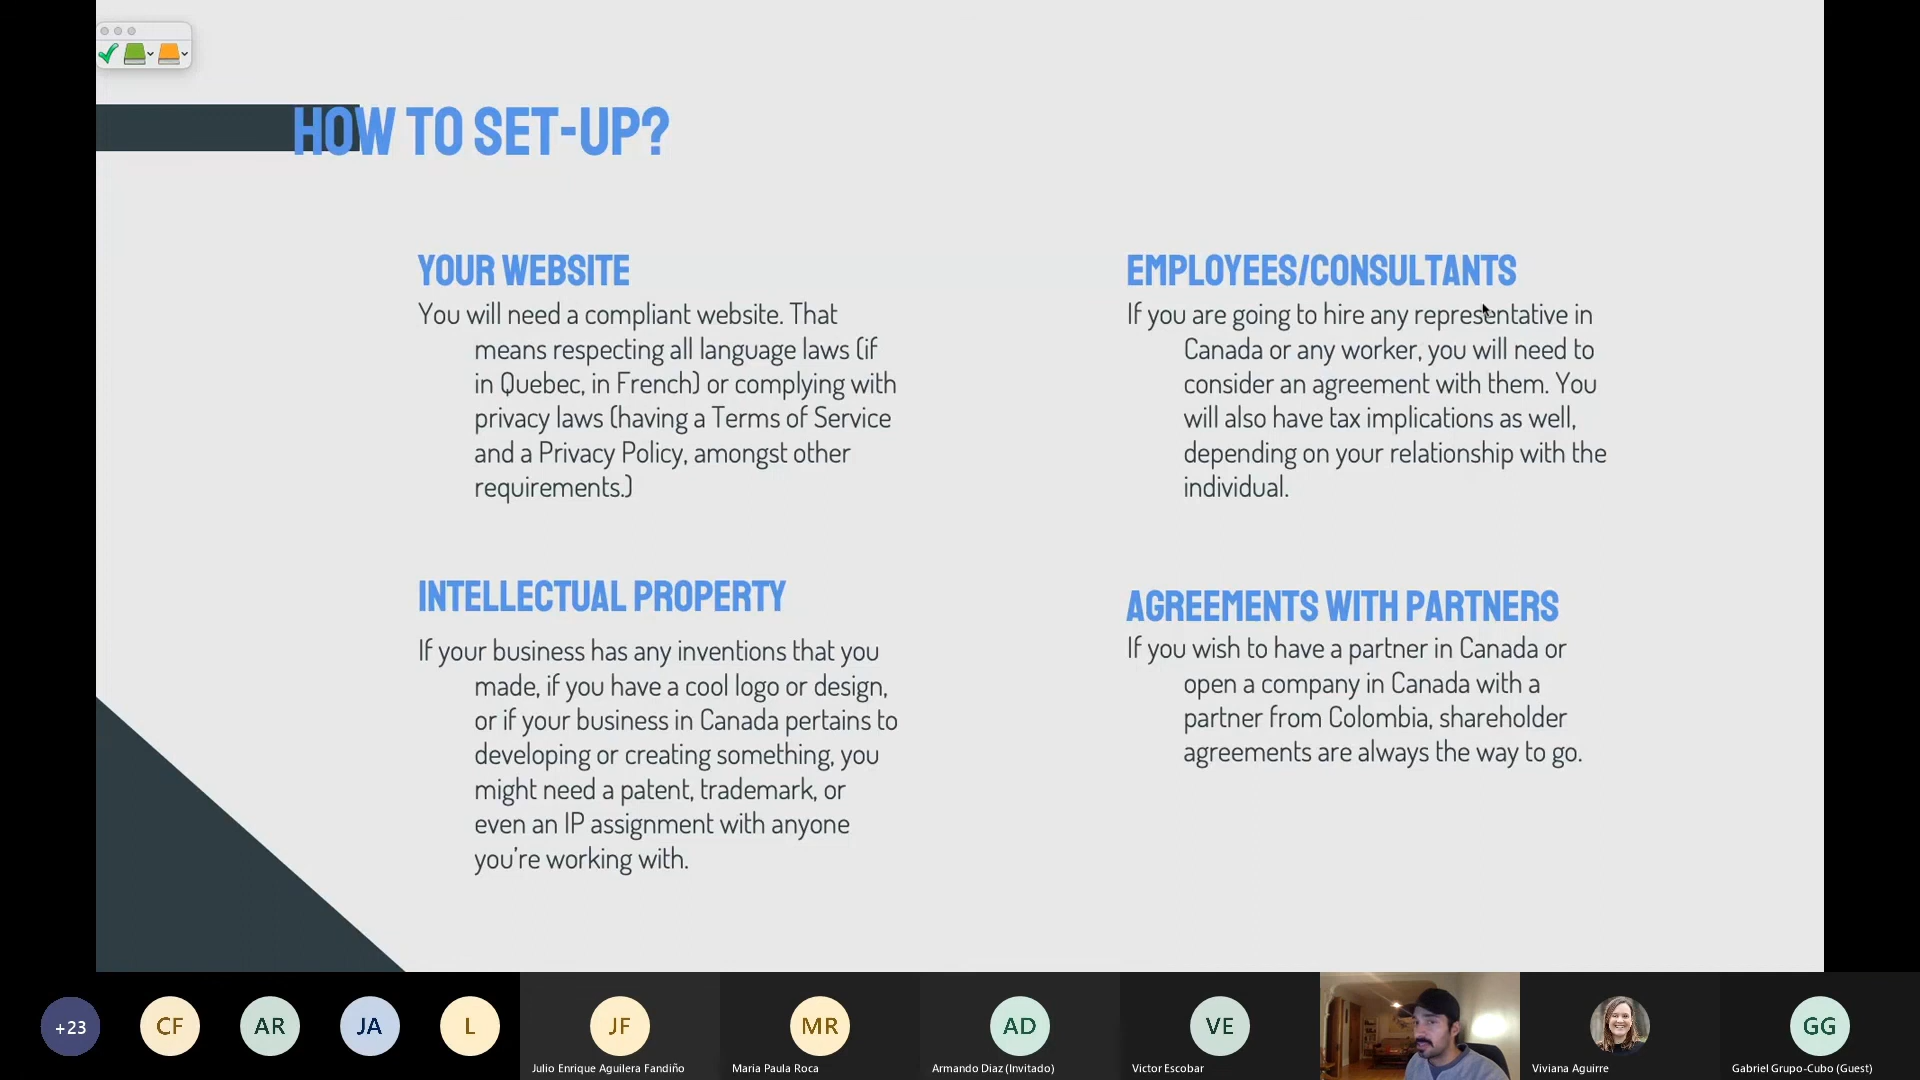 HOW TO SET-UP?
YOUR WEBSITE
You will need a compliant website. That
means respecting all language laws (if
in Quebec, in French) or complying with
privacy laws (having a Terms of Service
and a Privacy Policy, amongst other
requirements.)
INTELLECTUAL PROPERTY
If your business has any inventions that you
made, if you have a cool logo or design,
or if your business in Canada pertains to
developing or creating something, you
might need a patent, trademark, or
even an IP assignment with anyone
you're working with.
EMPLOYEES/CONSULTANTS
If you are going to hire any representative in
Canada or any worker, you will need to
consider an agreement with them. You
will also have tax implications as well,
depending on your relationship with the
individual.
AGREEMENTS WITH PARTNERS
If you wish to have a partner in Canada or
open a company in Canada with a
partner from Colombia, shareholder
agreements are always the way to go.
+23
CF
AR
JA
L
JF
Julio Enrique Aguilera Fandiño
MR
Maria Paula Roca
AD
Armando Diaz (Invitado)
VE
Victor Escobar
Viviana Aguirre
GG
Gabriel Grupo-Cubo (Guest)